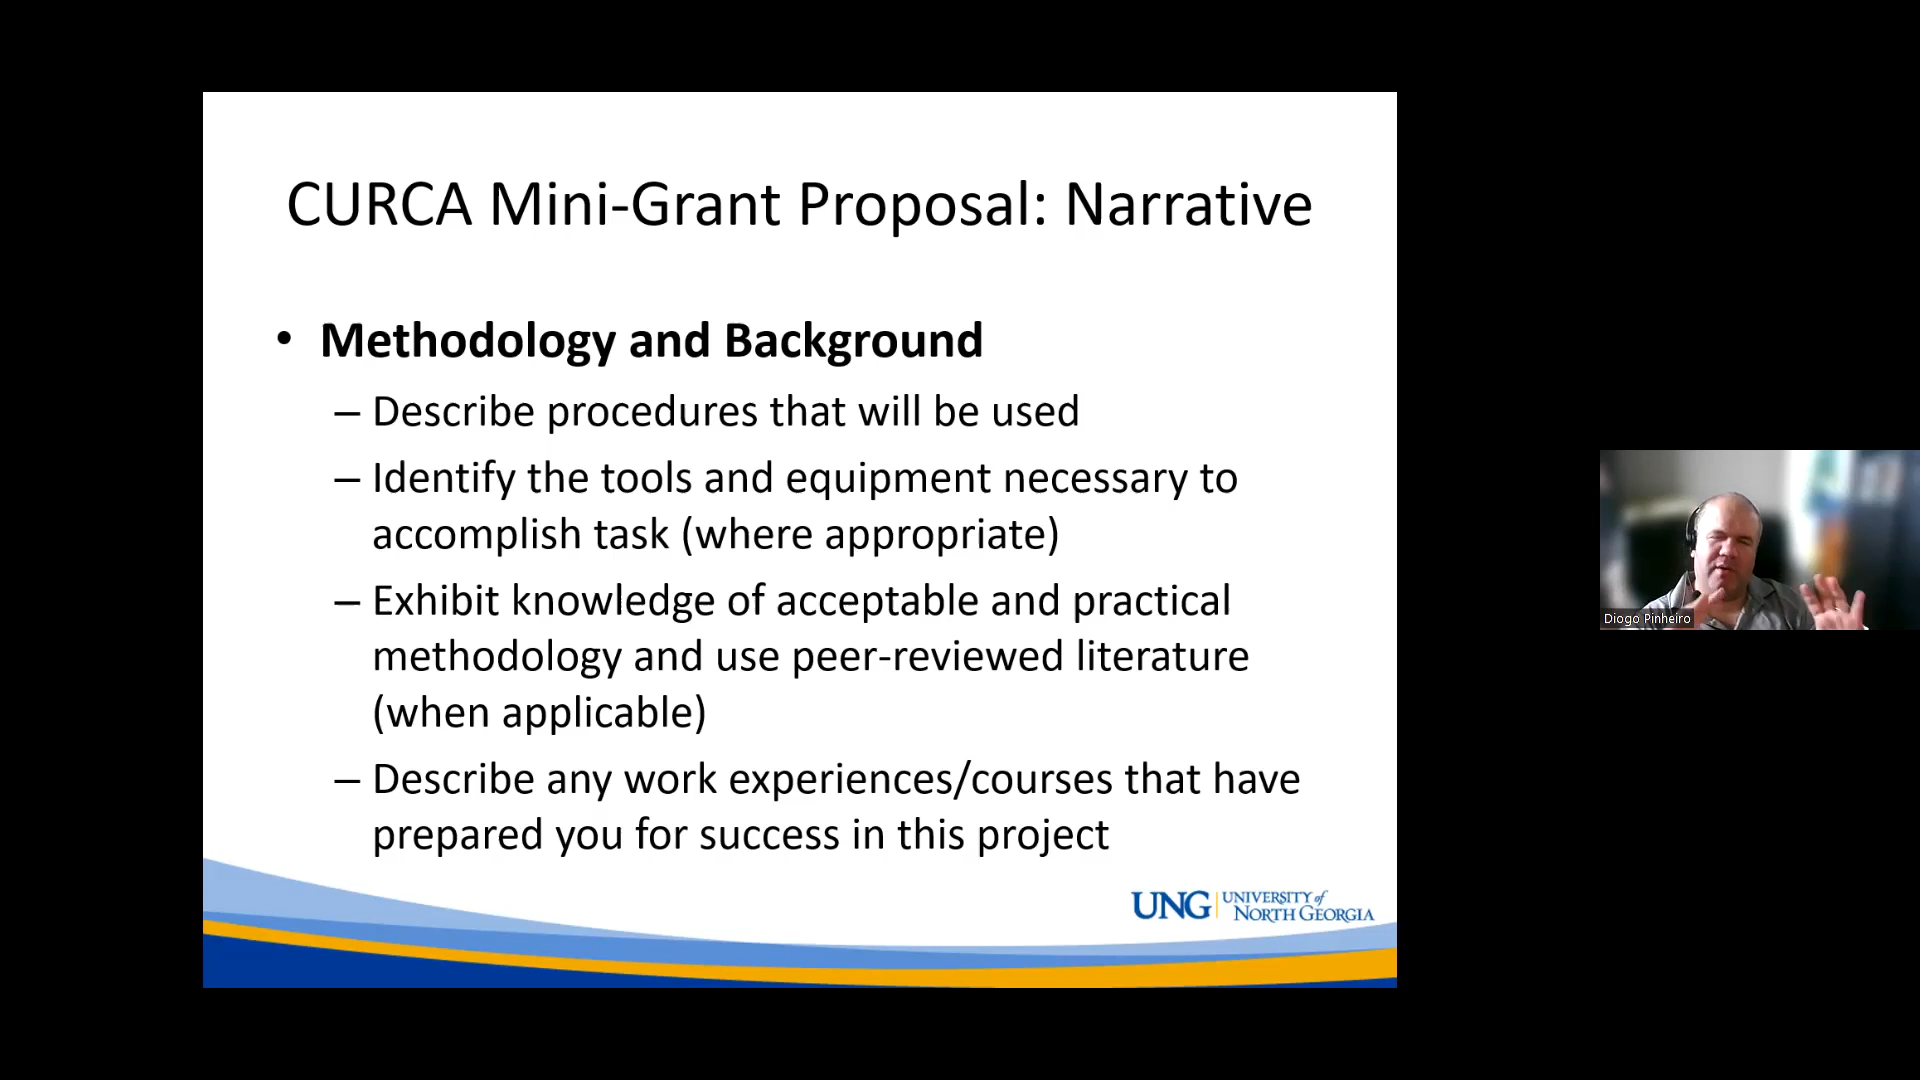 CURCA Mini-Grant Proposal: Narrative
• Methodology and Background
– Describe procedures that will be used
– Identify the tools and equipment necessary to
accomplish task (where appropriate)
– Exhibit knowledge of acceptable and practical
methodology and use peer-reviewed literature
(when applicable)
– Describe any work experiences/courses that have
prepared you for success in this project
UNG UNIVERSITY of
NORTH GEORGIA
Diogo Pinheiro